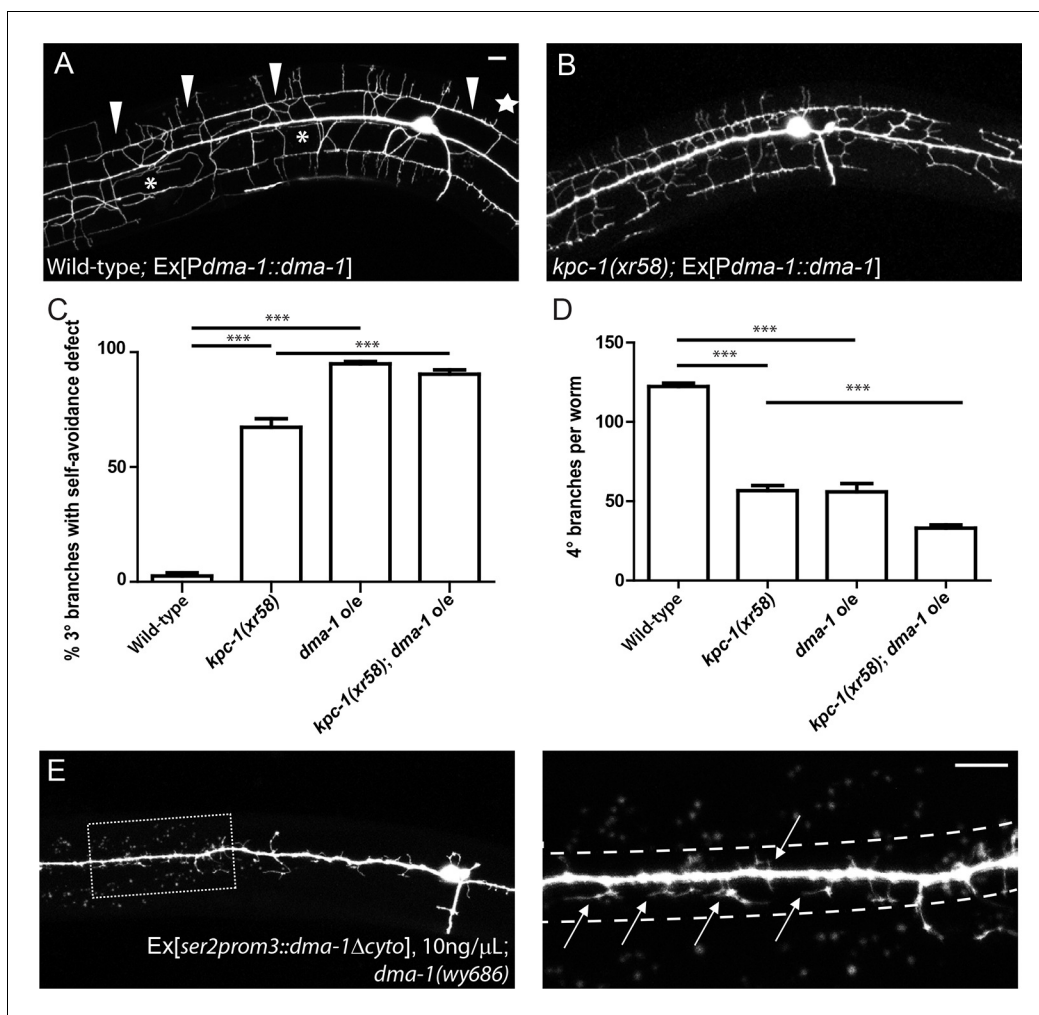 A
B
Wild-type; Ex[Pdma-1::dma-1]
kpc-1(xr58); Ex[Pdma-1::dma-1]
C
% 3° branches with self-avoidance defect
100
50
0
***
***
***
Wild-type
kpc-1(xr58)
dma-1 o/e
kpc-1(xr58); dma-1 o/e
D
4° branches per worm
150
100
50
0
***
***
***
Wild-type
kpc-1(xr58)
dma-1 o/e
kpc-1(xr58); dma-1 o/e
E
Ex[ser2prom3::dma-1Δcyto], 10ng/μL;
dma-1(wy686)